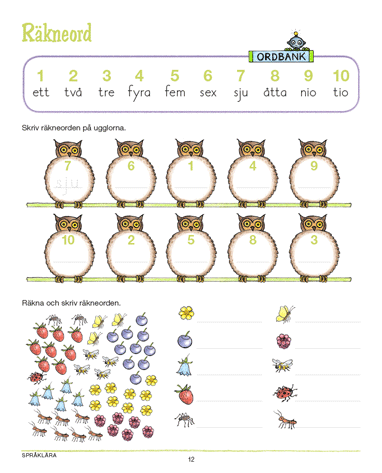 Räkneord
ORDBANK
1 2 3 4 5 6 7 8 9 10
ett två tre fyra fem sex sju åtta nio tio
Skriv räkneorden på ugglorna.
7 6 1 4 9
sju
10 2 5 8 3
Räkna och skriv räkneorden.
SPRÅKLÄRA
12